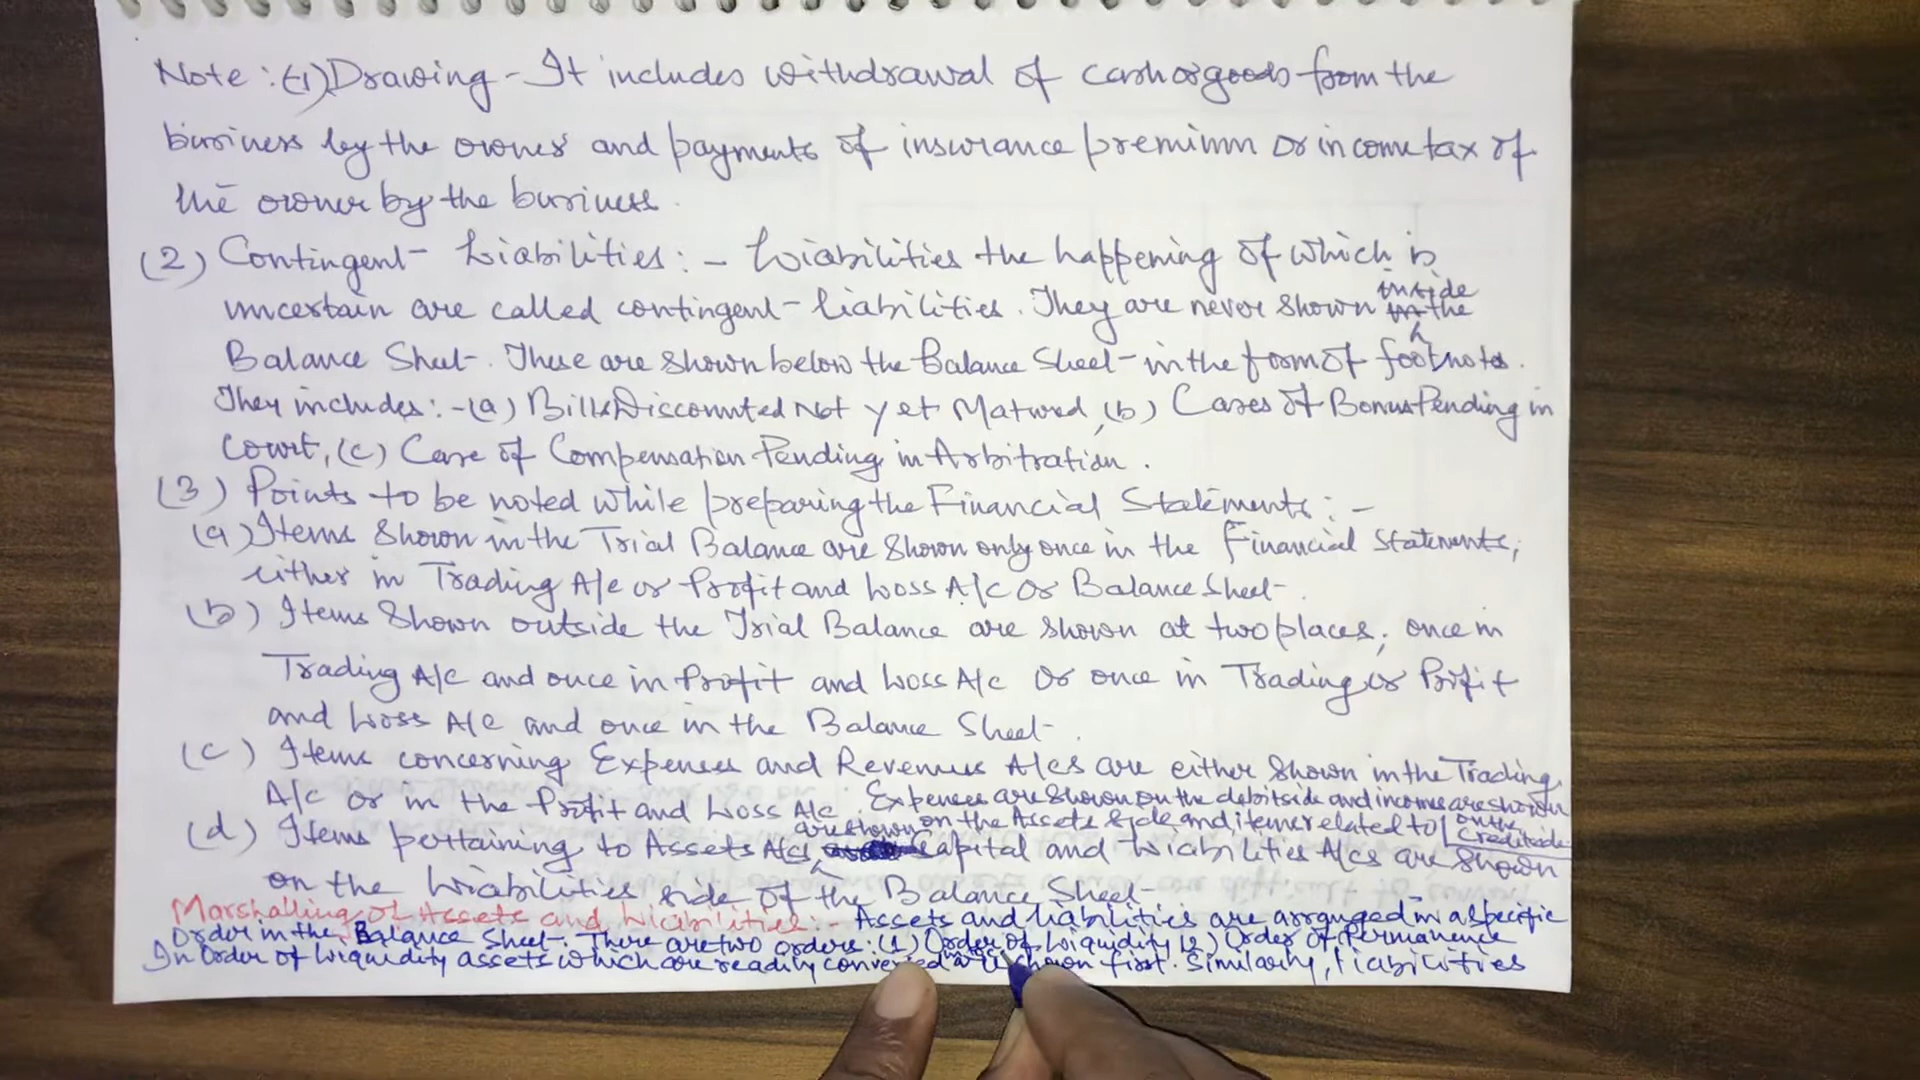 Note :- (1) Drawing - It includes withdrawal of cash or goods from the
business by the owner and payments of insurance premium or income tax of
the owner by the business.
(2) Contingent Liabilities : - Liabilities the happening of which is
uncertain are called contingent liabilities. They are never shown inside the
Balance Sheet. These are shown below the Balance Sheet in the form of footnotes.
They includes : - (a) Bills Discounted Not yet Matured, (b) Cases of Bonus Pending in
Court, (c) Case of Compensation Pending in Arbitration.
(3) Points to be noted while preparing the Financial Statements : -
(a) Items Shown in the Trial Balance are shown only once in the Financial Statements;
either in Trading A/c or Profit and Loss A/c or Balance Sheet.
(b) Items Shown outside the Trial Balance are shown at two places; once in
Trading A/c and once in Profit and Loss A/c or once in Trading or Profit
and Loss A/c and once in the Balance Sheet.
(c) Items concerning Expenses and Revenues A/cs are either shown in the Trading
A/c or in the Profit and Loss A/c. Expenses are shown on the debit side and incomes are shown
on the Credit side.
(d) Items pertaining to Assets A/cs are shown on the Assets Side and items related to Capital and Liabilities A/cs are shown
on the Liabilities side of the Balance Sheet.
Marshalling of Assets and Liabilities : - Assets and liabilities are arranged in a specific
order in the Balance Sheet. There are two orders : (1) Order of Liquidity (2) Order of Permanence
In Order of Liquidity assets which are readily converted shown first. Similarly, liabilities